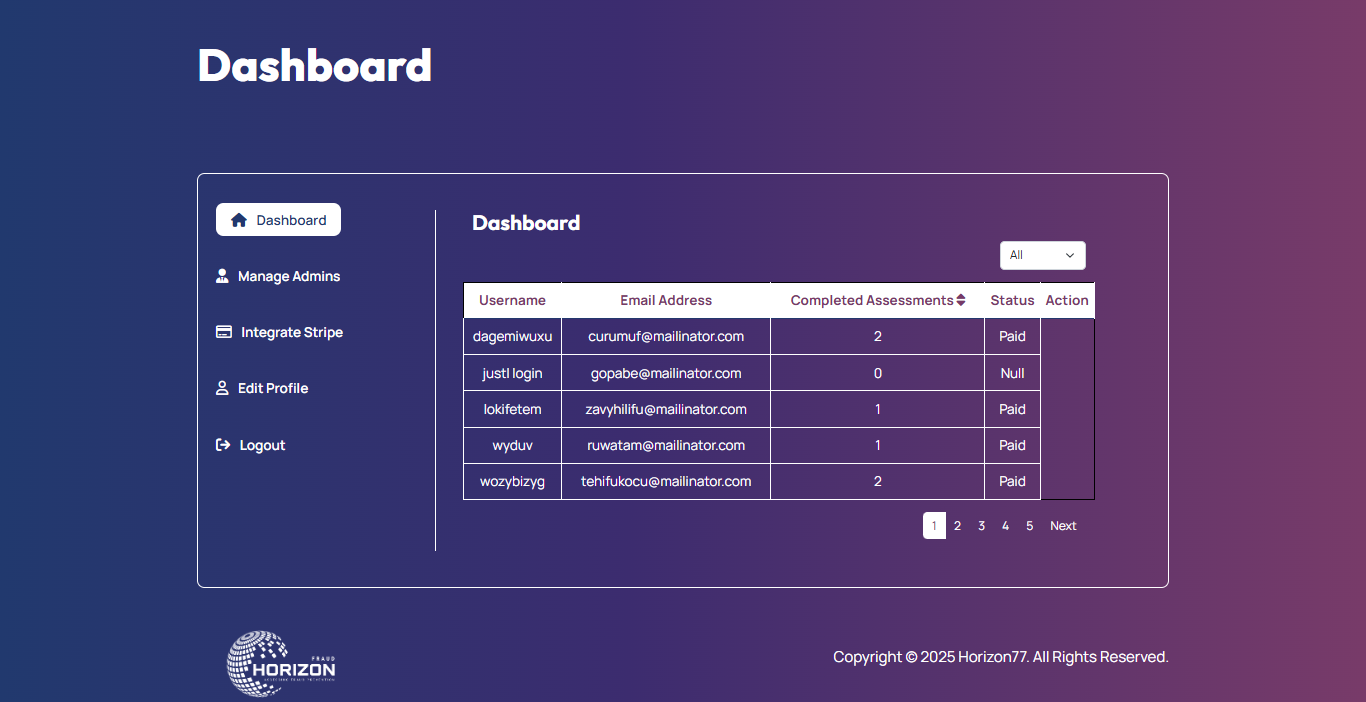 Dashboard
Dashboard
Manage Admins
Integrate Stripe
Edit Profile
Logout
Dashboard
All
Username Email Address Completed Assessments Status Action
dagemiwuxu curumuf@mailinator.com 2 Paid
justl login gopabe@mailinator.com 0 Null
lokifetem zavyhilifu@mailinator.com 1 Paid
wyduv ruwatam@mailinator.com 1 Paid
wozybizyg tehifukocu@mailinator.com 2 Paid
1 2 3 4 5 Next
FRAUD
HORIZON
Copyright © 2025 Horizon77. All Rights Reserved.